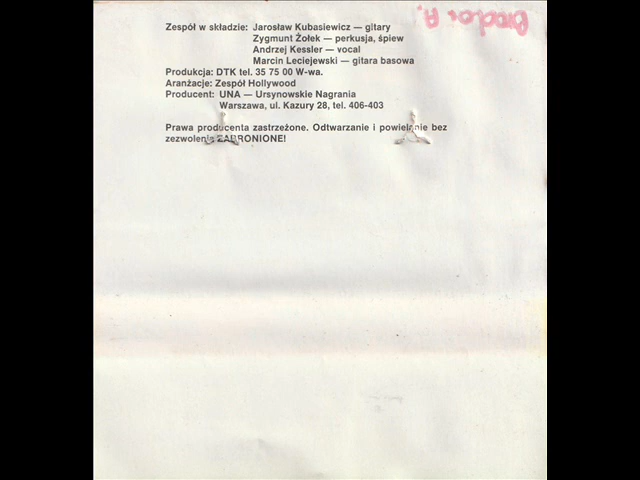 Zespół w składzie: Jarosław Kubasiewicz — gitary
Zygmunt Żołek — perkusja, śpiew
Andrzej Kessler — vocal
Marcin Leciejewski — gitara basowa
Produkcja: DTK tel. 35 75 00 W-wa.
Aranżacje: Zespół Hollywood
Producent: UNA — Ursynowskie Nagrania
Warszawa, ul. Kazury 28, tel. 406-403
Prawa producenta zastrzeżone. Odtwarzanie i powielanie bez
zezwolenia ZABRONIONE!